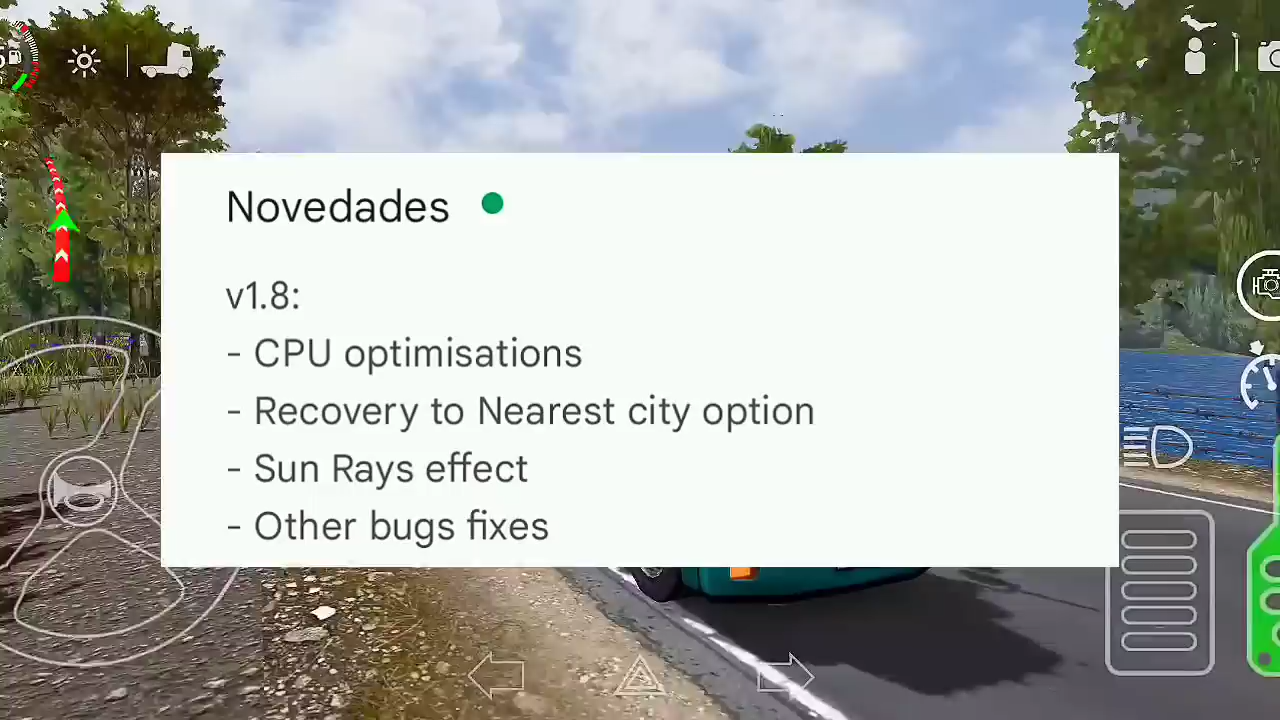 Novedades
v1.8:
- CPU optimisations
- Recovery to Nearest city option
- Sun Rays effect
- Other bugs fixes